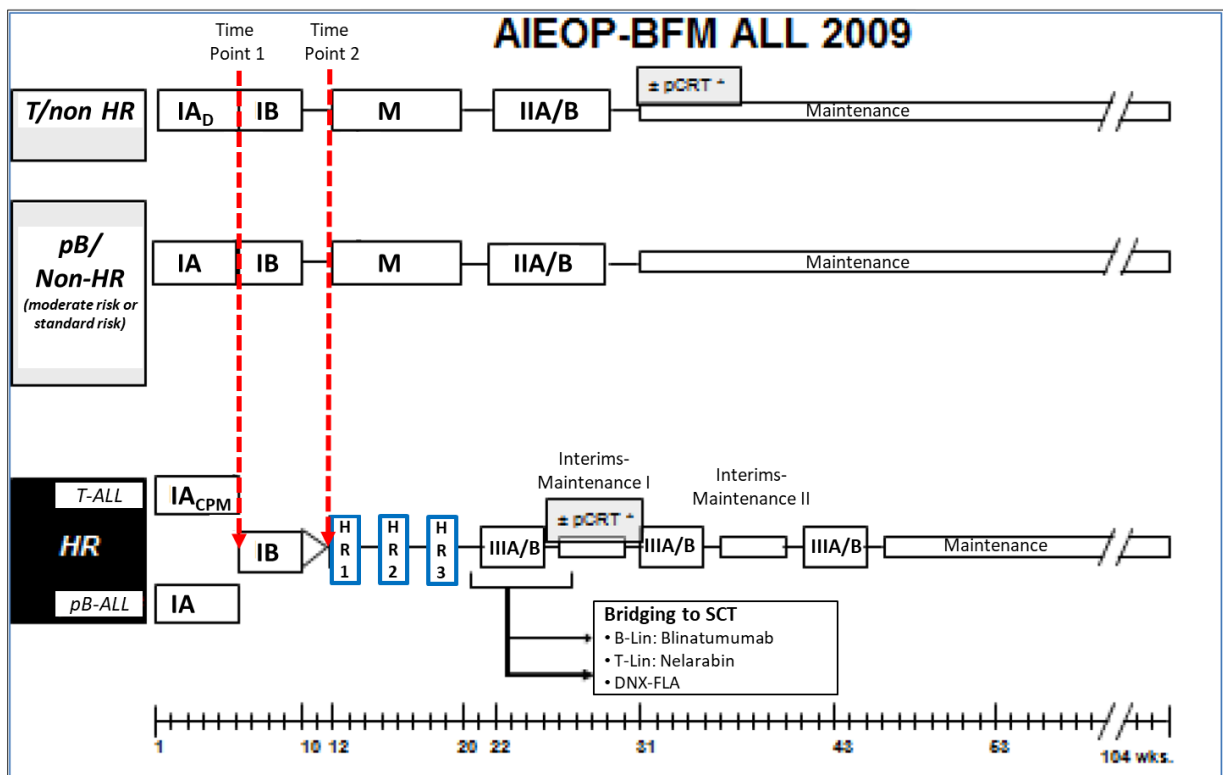 AIEOP-BFM ALL 2009
Time
Point 1
Time
Point 2
T/non HR
IAD
IB
M
IIA/B
± pCRT *
Maintenance
pB/
Non-HR
(moderate risk or
standard risk)
IA
IB
M
IIA/B
Maintenance
HR
T-ALL
pB-ALL
IACPM
IA
IB
H
R
1
H
R
2
H
R
3
IIIA/B
Interims-
Maintenance I
± pCRT *
IIIA/B
Interims-
Maintenance II
IIIA/B
Maintenance
Bridging to SCT
• B-Lin: Blinatumumab
• T-Lin: Nelarabin
• DNX-FLA
1 10 12 20 22 31 43 53 104 wks.